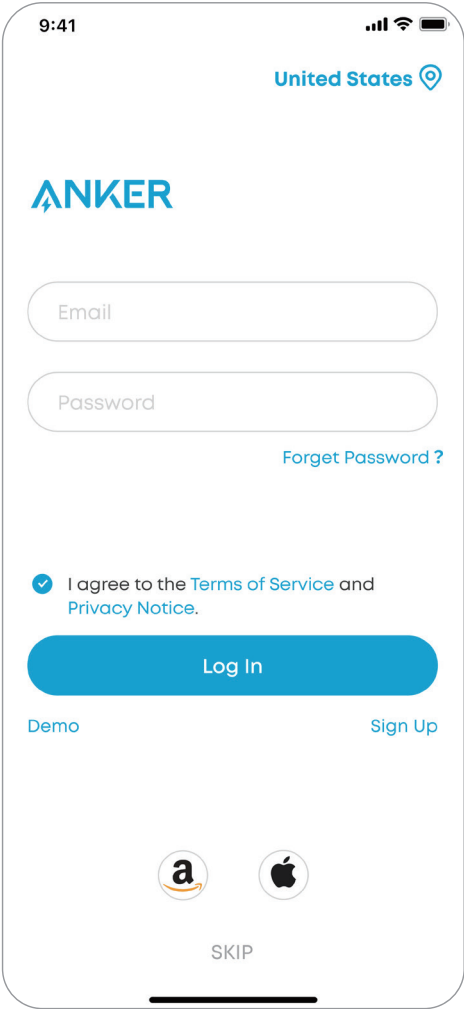 9:41
United States
ANKER
Email
Password
Forget Password ?
I agree to the Terms of Service and
Privacy Notice.
Log In
Demo
Sign Up
a
SKIP